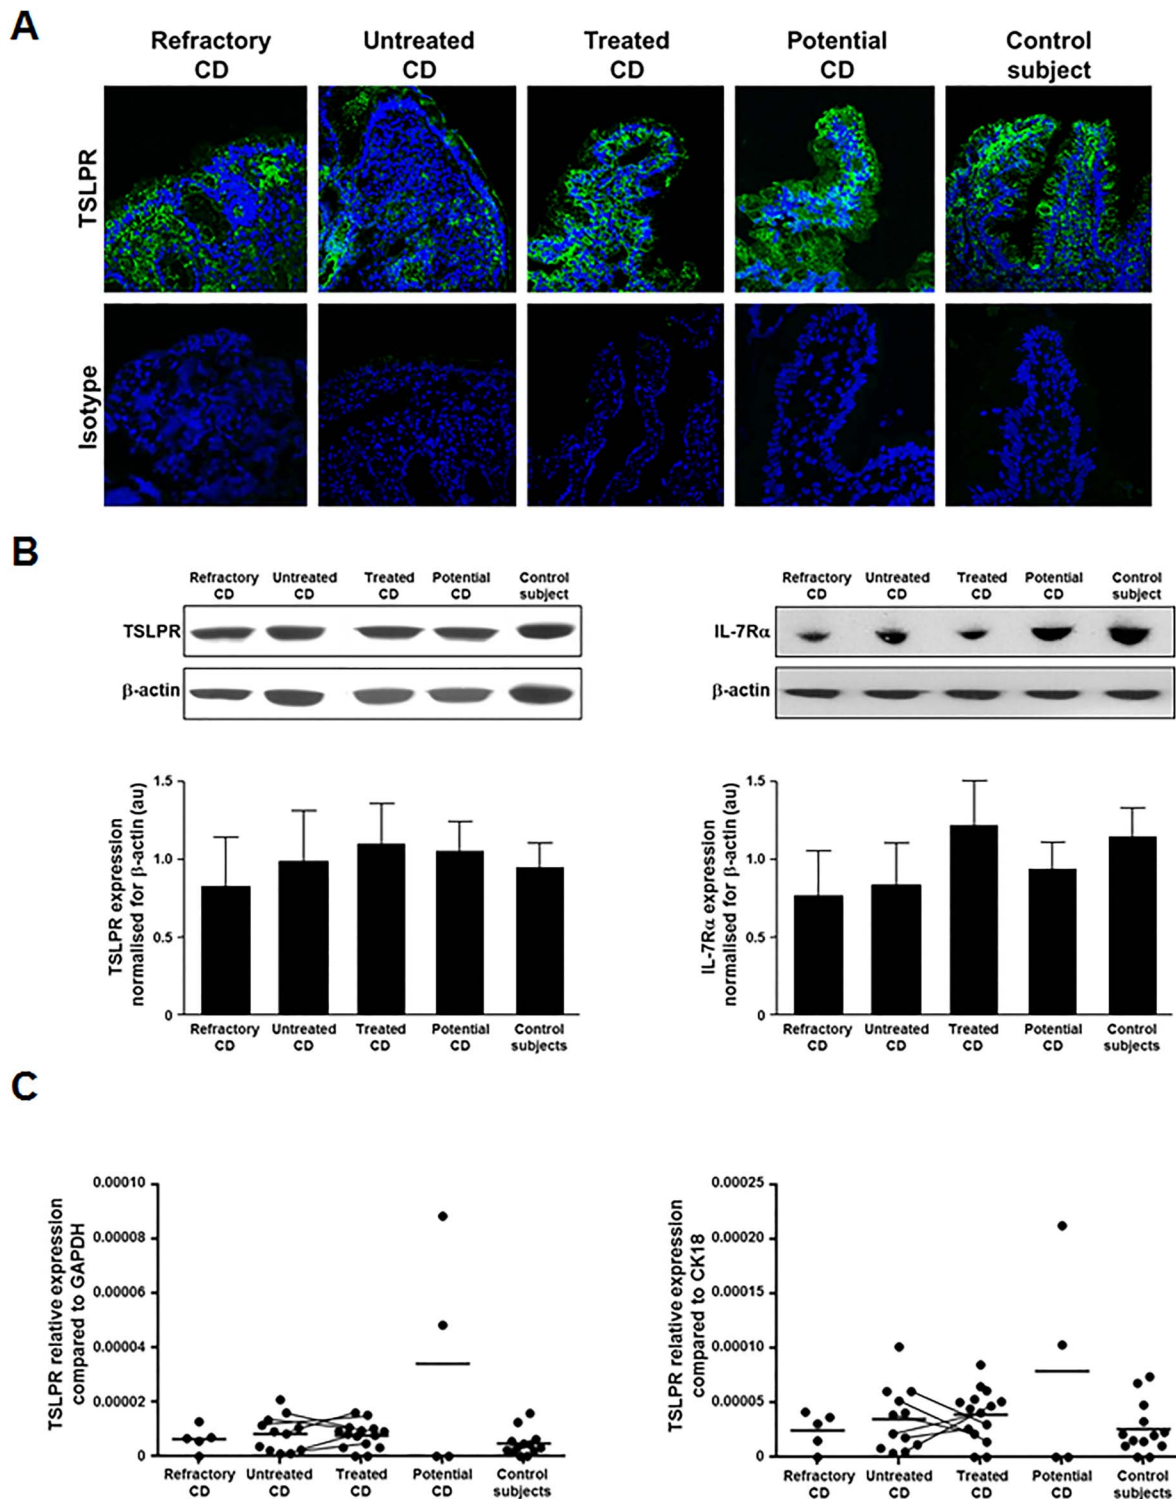 A
Refractory CD
Untreated CD
Treated CD
Potential CD
Control subject
TSLPR
Isotype
B
Refractory CD
Untreated CD
Treated CD
Potential CD
Control subject
TSLPR
β-actin
Refractory CD
Untreated CD
Treated CD
Potential CD
Control subject
IL-7Rα
β-actin
TSLPR expression
normalised for β-actin (au)
1.5
1.0
0.5
0
Refractory CD
Untreated CD
Treated CD
Potential CD
Control subjects
IL-7Rα expression
normalised for β-actin (au)
1.5
1.0
0.5
0
Refractory CD
Untreated CD
Treated CD
Potential CD
Control subjects
C
TSLPR relative expression
compared to GAPDH
0.00010
0.00008
0.00006
0.00004
0.00002
0
Refractory CD
Untreated CD
Treated CD
Potential CD
Control subjects
TSLPR relative expression
compared to CK18
0.00025
0.00020
0.00015
0.00010
0.00005
0
Refractory CD
Untreated CD
Treated CD
Potential CD
Control subjects